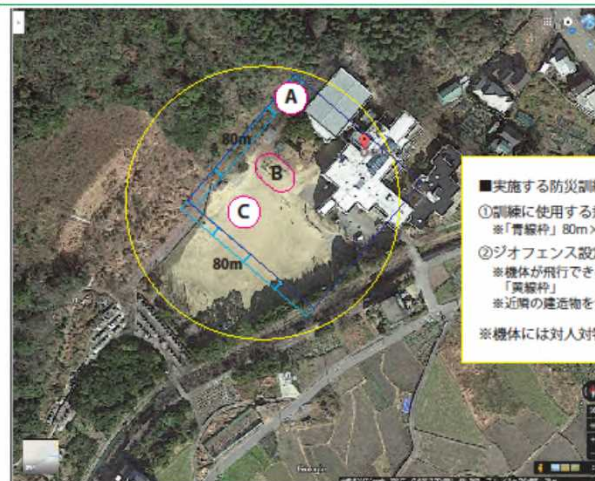 A
80m
B
C
80m
■実施する防災訓
①訓練に使用する
※「青線枠」80m×
②ジオフェンス設
※機体が飛行でき
「黄線枠」
※近隣の建造物を
※機体には対人対
Google